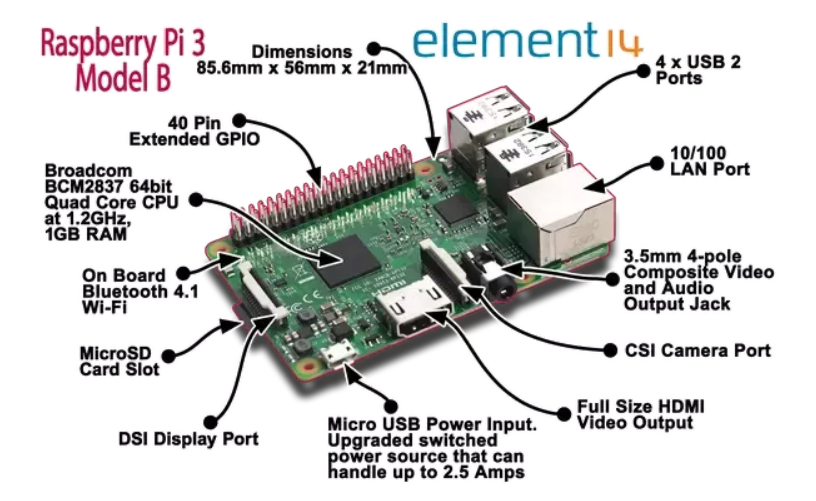 Raspberry Pi 3
Model B
element14
Dimensions
85.6mm x 56mm x 21mm
4 x USB 2
Ports
40 Pin
Extended GPIO
10/100
LAN Port
Broadcom
BCM2837 64bit
Quad Core CPU
at 1.2GHz,
1GB RAM
On Board
Bluetooth 4.1
Wi-Fi
3.5mm 4-pole
Composite Video
and Audio
Output Jack
MicroSD
Card Slot
CSI Camera Port
DSI Display Port
Micro USB Power Input.
Upgraded switched
power source that can
handle up to 2.5 Amps
Full Size HDMI
Video Output
HDMI